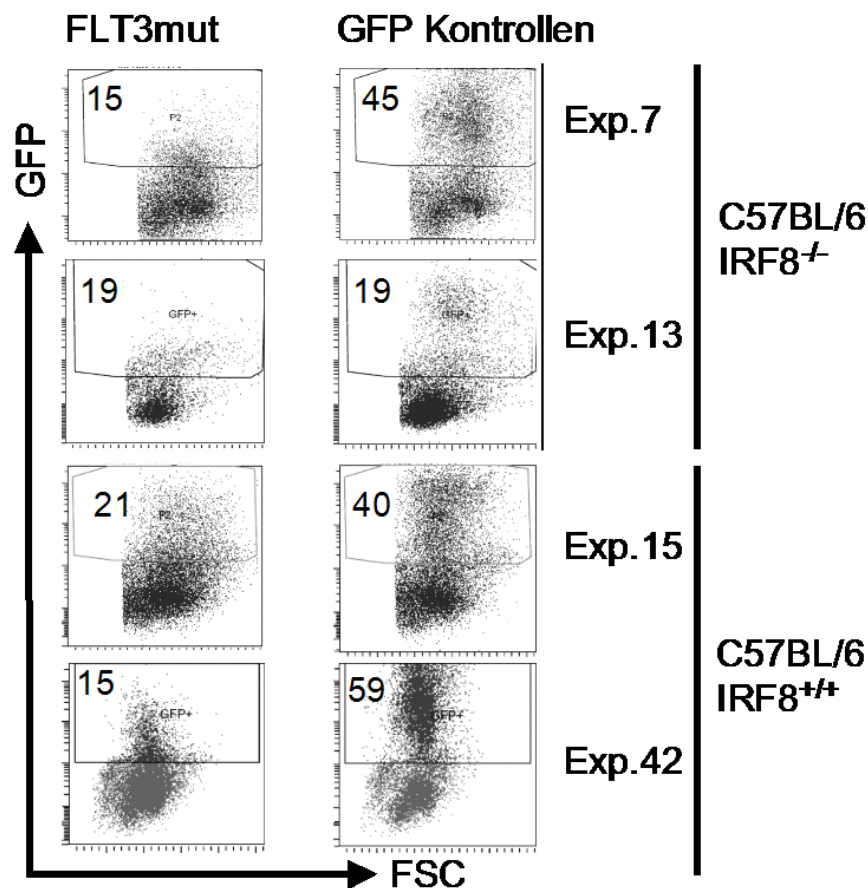 FLT3mut GFP Kontrollen
GFP
15
P2
45
Exp.7
19
GFP+
19
GFP+
Exp.13
C57BL/6
IRF8-/-
21
P2
40
Exp.15
15
GFP+
59
GFP+
Exp.42
C57BL/6
IRF8+/+
FSC